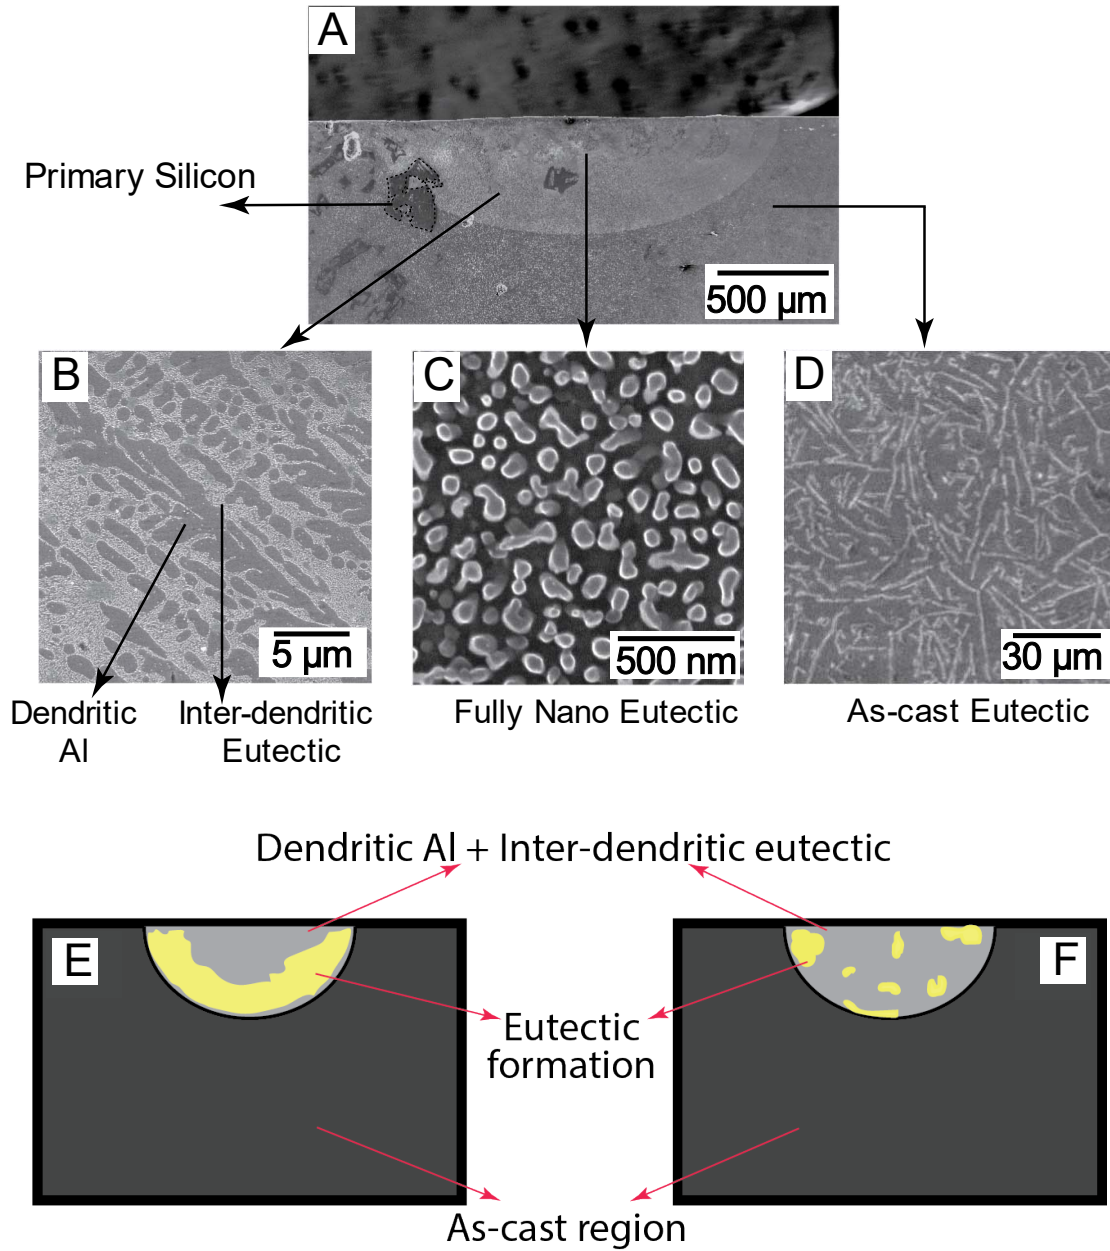 A
Primary Silicon
500 µm
B
C
D
5 µm
500 nm
30 µm
Dendritic
Al
Inter-dendritic
Eutectic
Fully Nano Eutectic
As-cast Eutectic
Dendritic Al + Inter-dendritic eutectic
E
F
Eutectic
formation
As-cast region